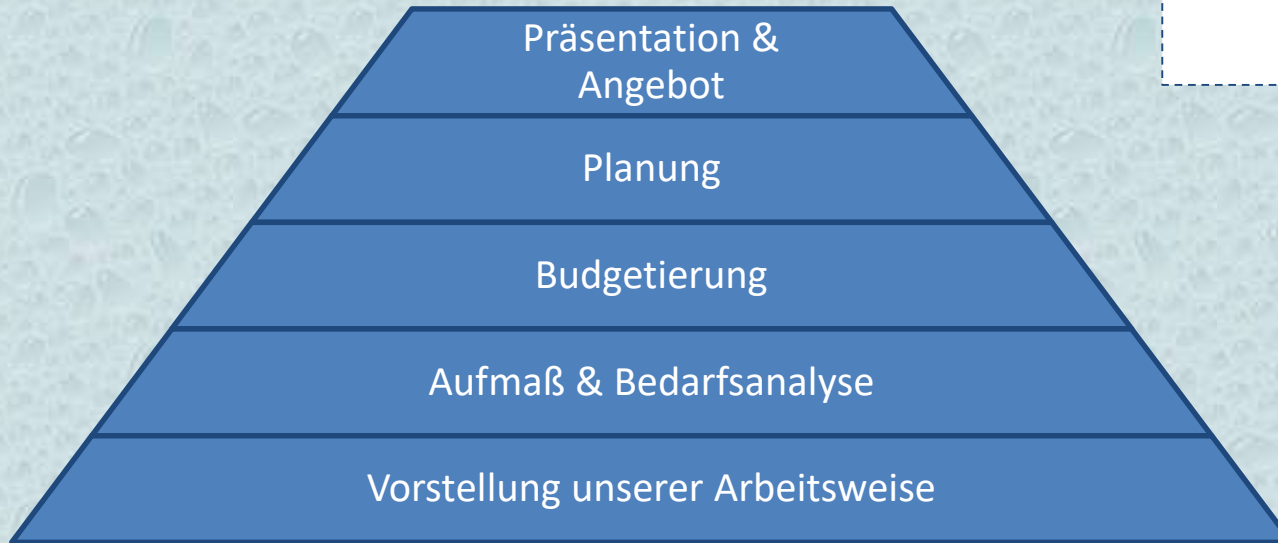 Präsentation &
Angebot
Planung
Budgetierung
Aufmaß & Bedarfsanalyse
Vorstellung unserer Arbeitsweise